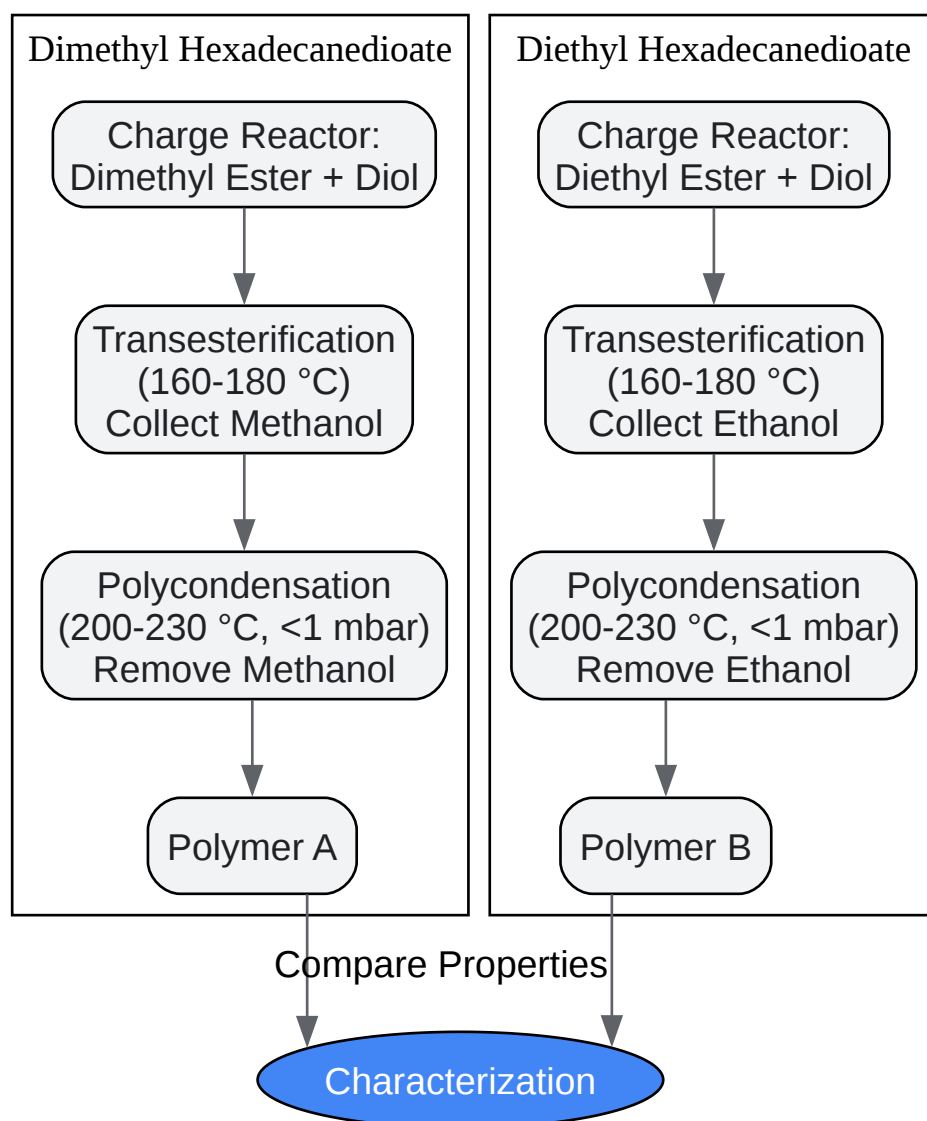 Dimethyl Hexadecanedioate
Charge Reactor:
Dimethyl Ester + Diol
Transesterification
(160-180 °C)
Collect Methanol
Polycondensation
(200-230 °C, <1 mbar)
Remove Methanol
Polymer A
Diethyl Hexadecanedioate
Charge Reactor:
Diethyl Ester + Diol
Transesterification
(160-180 °C)
Collect Ethanol
Polycondensation
(200-230 °C, <1 mbar)
Remove Ethanol
Polymer B
Compare Properties
Characterization